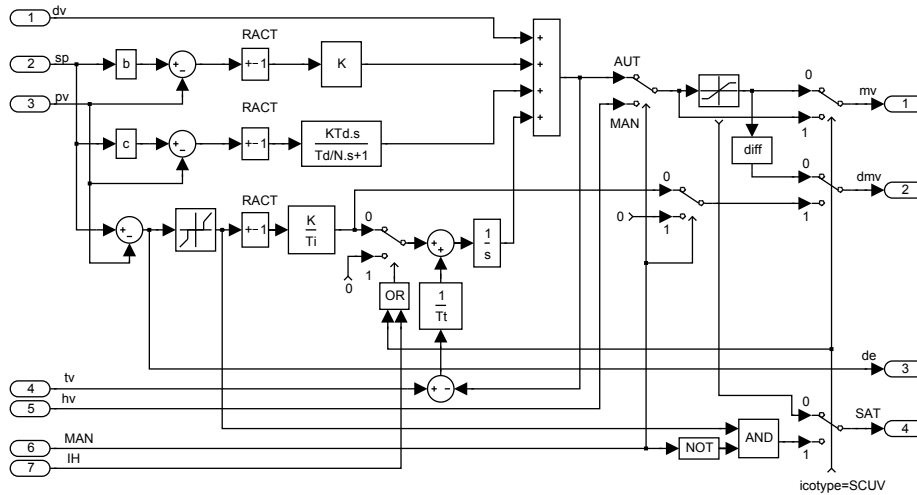 1 dv
RACT
2 sp b + - +-1 K
3 pv
RACT
c + - +-1 KTd.s
Td/N.s+1
+ + + +
AUT
MAN
0
1
mv 1
diff
0
1
dmv 2
RACT
+ - +-1 K
Ti
0
1
0
+ +
1
s
0
0 1
OR
1
Tt
de 3
4 tv + -
5 hv
0
1
SAT 4
6 MAN
NOT
AND
7 IH
icotype=SCUV